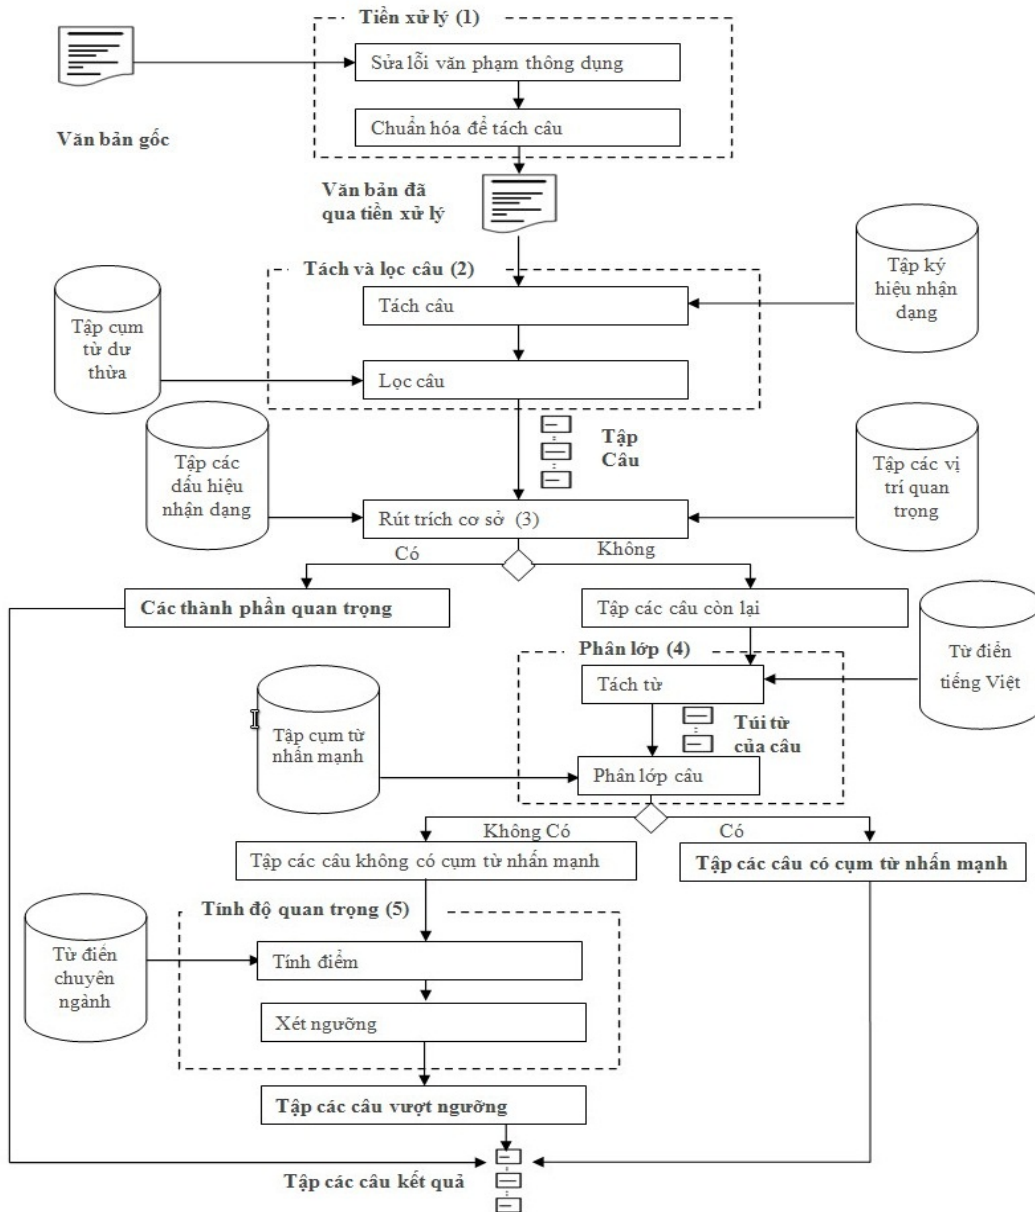 Tiền xử lý (1)
Sửa lỗi văn phạm thông dụng
Văn bản gốc
Chuẩn hóa để tách câu
Văn bản đã
qua tiền xử lý
Tập ký
hiệu nhận
dạng
Tách và lọc câu (2)
Tách câu
Tập cụm
từ dư
thừa
Lọc câu
Tập
Câu
Tập các
dấu hiệu
nhận dạng
Tập các vị
trí quan
trọng
Rút trích cơ sở (3)
Có
Không
Các thành phần quan trọng
Tập các câu còn lại
Phân lớp (4)
Từ điển
tiếng Việt
Tách từ
Túi từ
của câu
Tập cụm từ
nhấn mạnh
Phân lớp câu
Không Có
Có
Tập các câu không có cụm từ nhấn mạnh
Tập các câu có cụm từ nhấn mạnh
Tính độ quan trọng (5)
Từ điển
chuyên
ngành
Tính điểm
Xét ngưỡng
Tập các câu vượt ngưỡng
Tập các câu kết quả